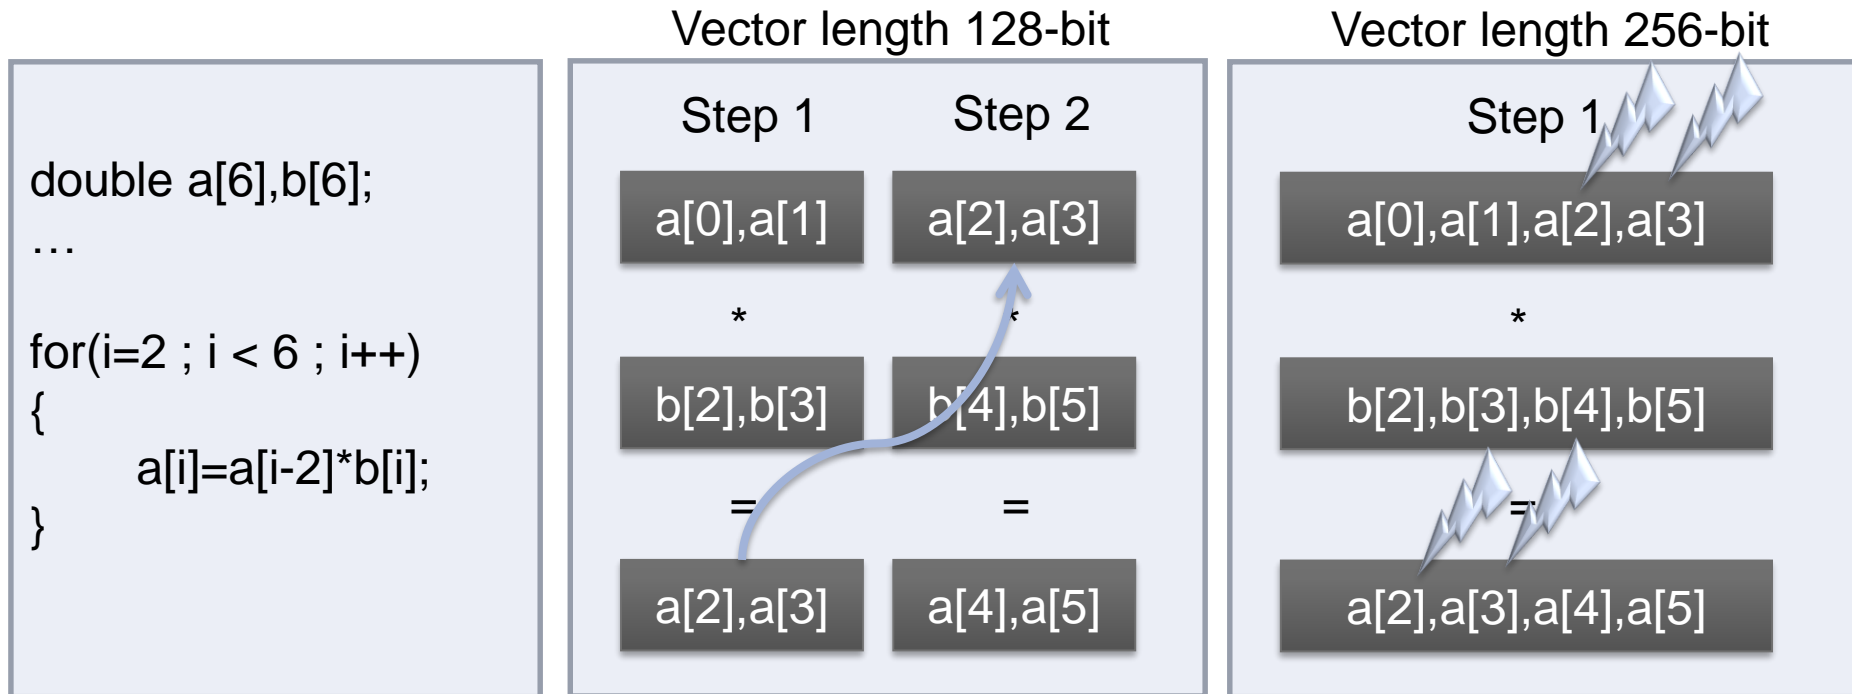 double a[6],b[6];
…
for(i=2 ; i < 6 ; i++)
{
a[i]=a[i-2]*b[i];
}
Vector length 128-bit
Step 1 Step 2
a[0],a[1] a[2],a[3]
* *
b[2],b[3] b[4],b[5]
= =
a[2],a[3] a[4],a[5]
Vector length 256-bit
Step 1
a[0],a[1],a[2],a[3]
*
b[2],b[3],b[4],b[5]
=
a[2],a[3],a[4],a[5]